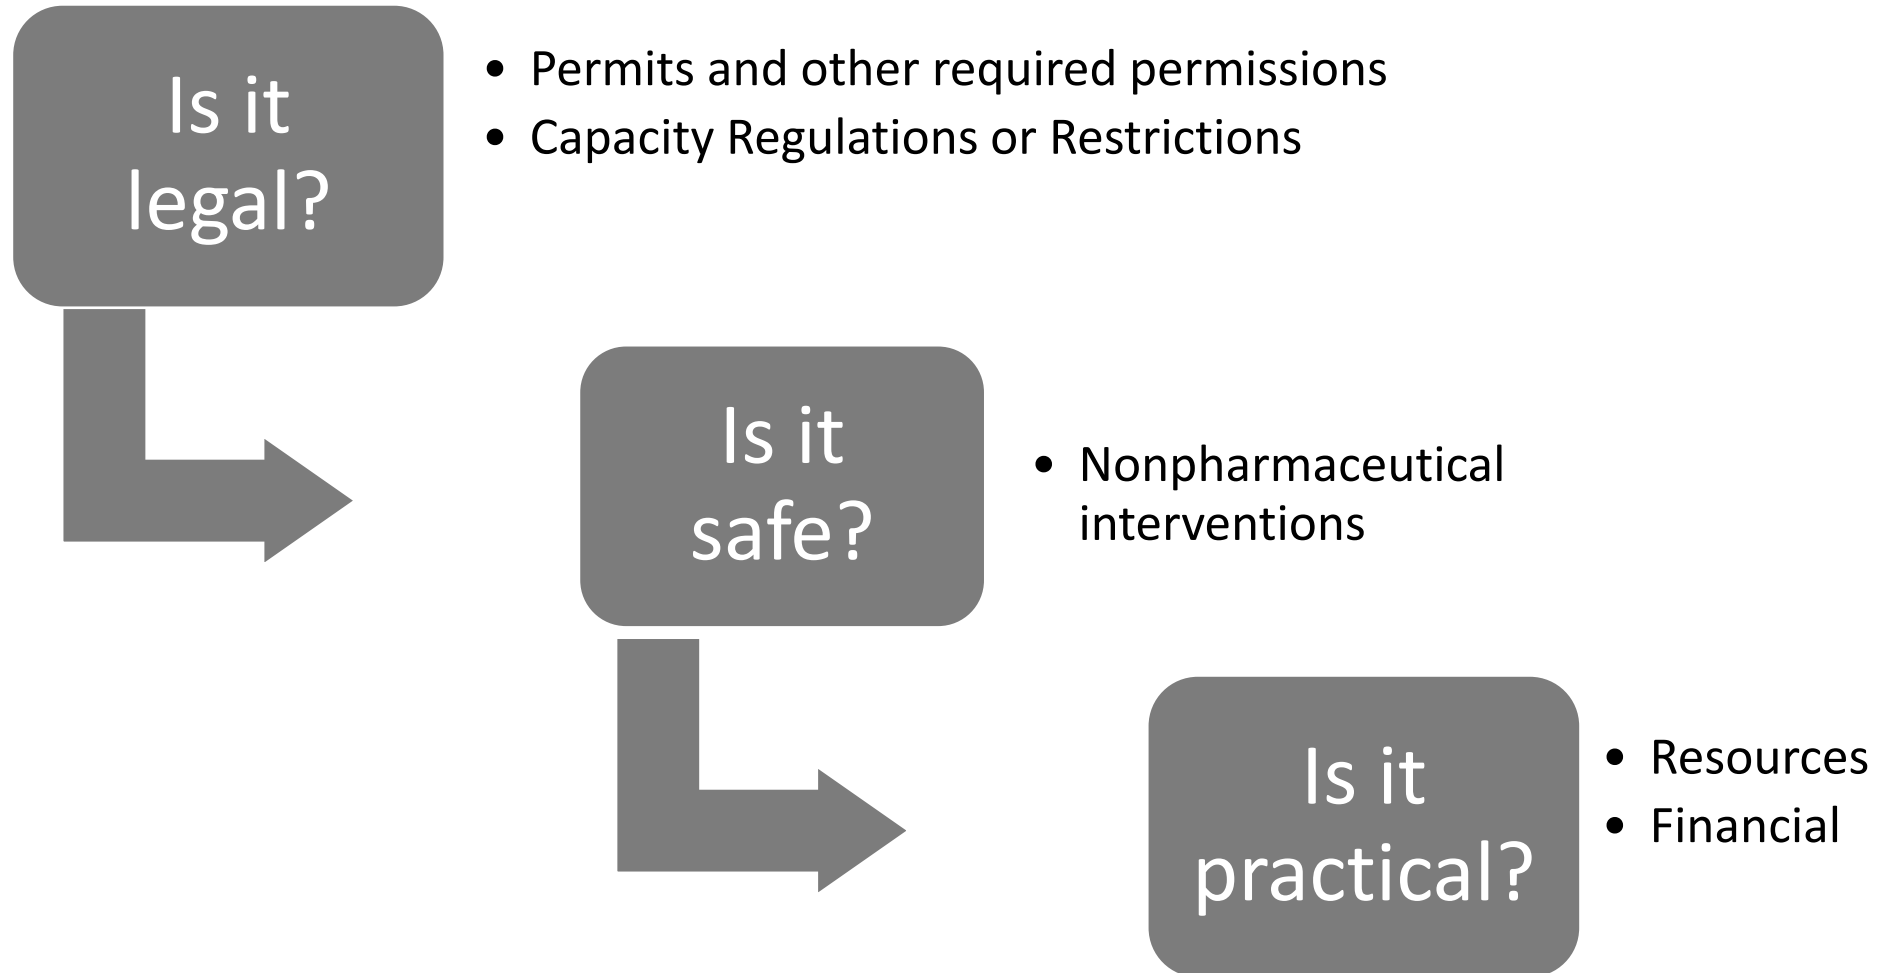 Is it
legal?
• Permits and other required permissions
• Capacity Regulations or Restrictions
Is it
safe?
• Nonpharmaceutical
interventions
Is it
practical?
• Resources
• Financial